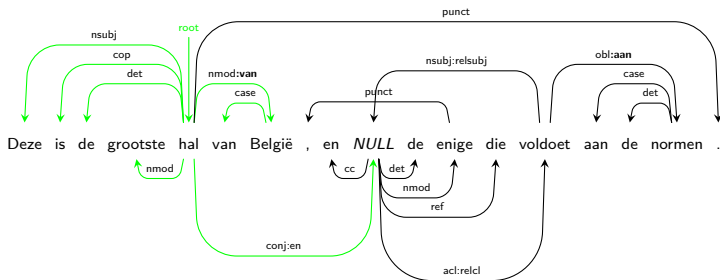 punct
root
nsubj
cop
nsubj:relsubj
obl:aan
det
nmod:van
case
case
punct
det
Deze is de grootste hal van België , en NULL de enige die voldoet aan de normen .
nmod
cc
det
nmod
ref
conj:en
acl:relcl